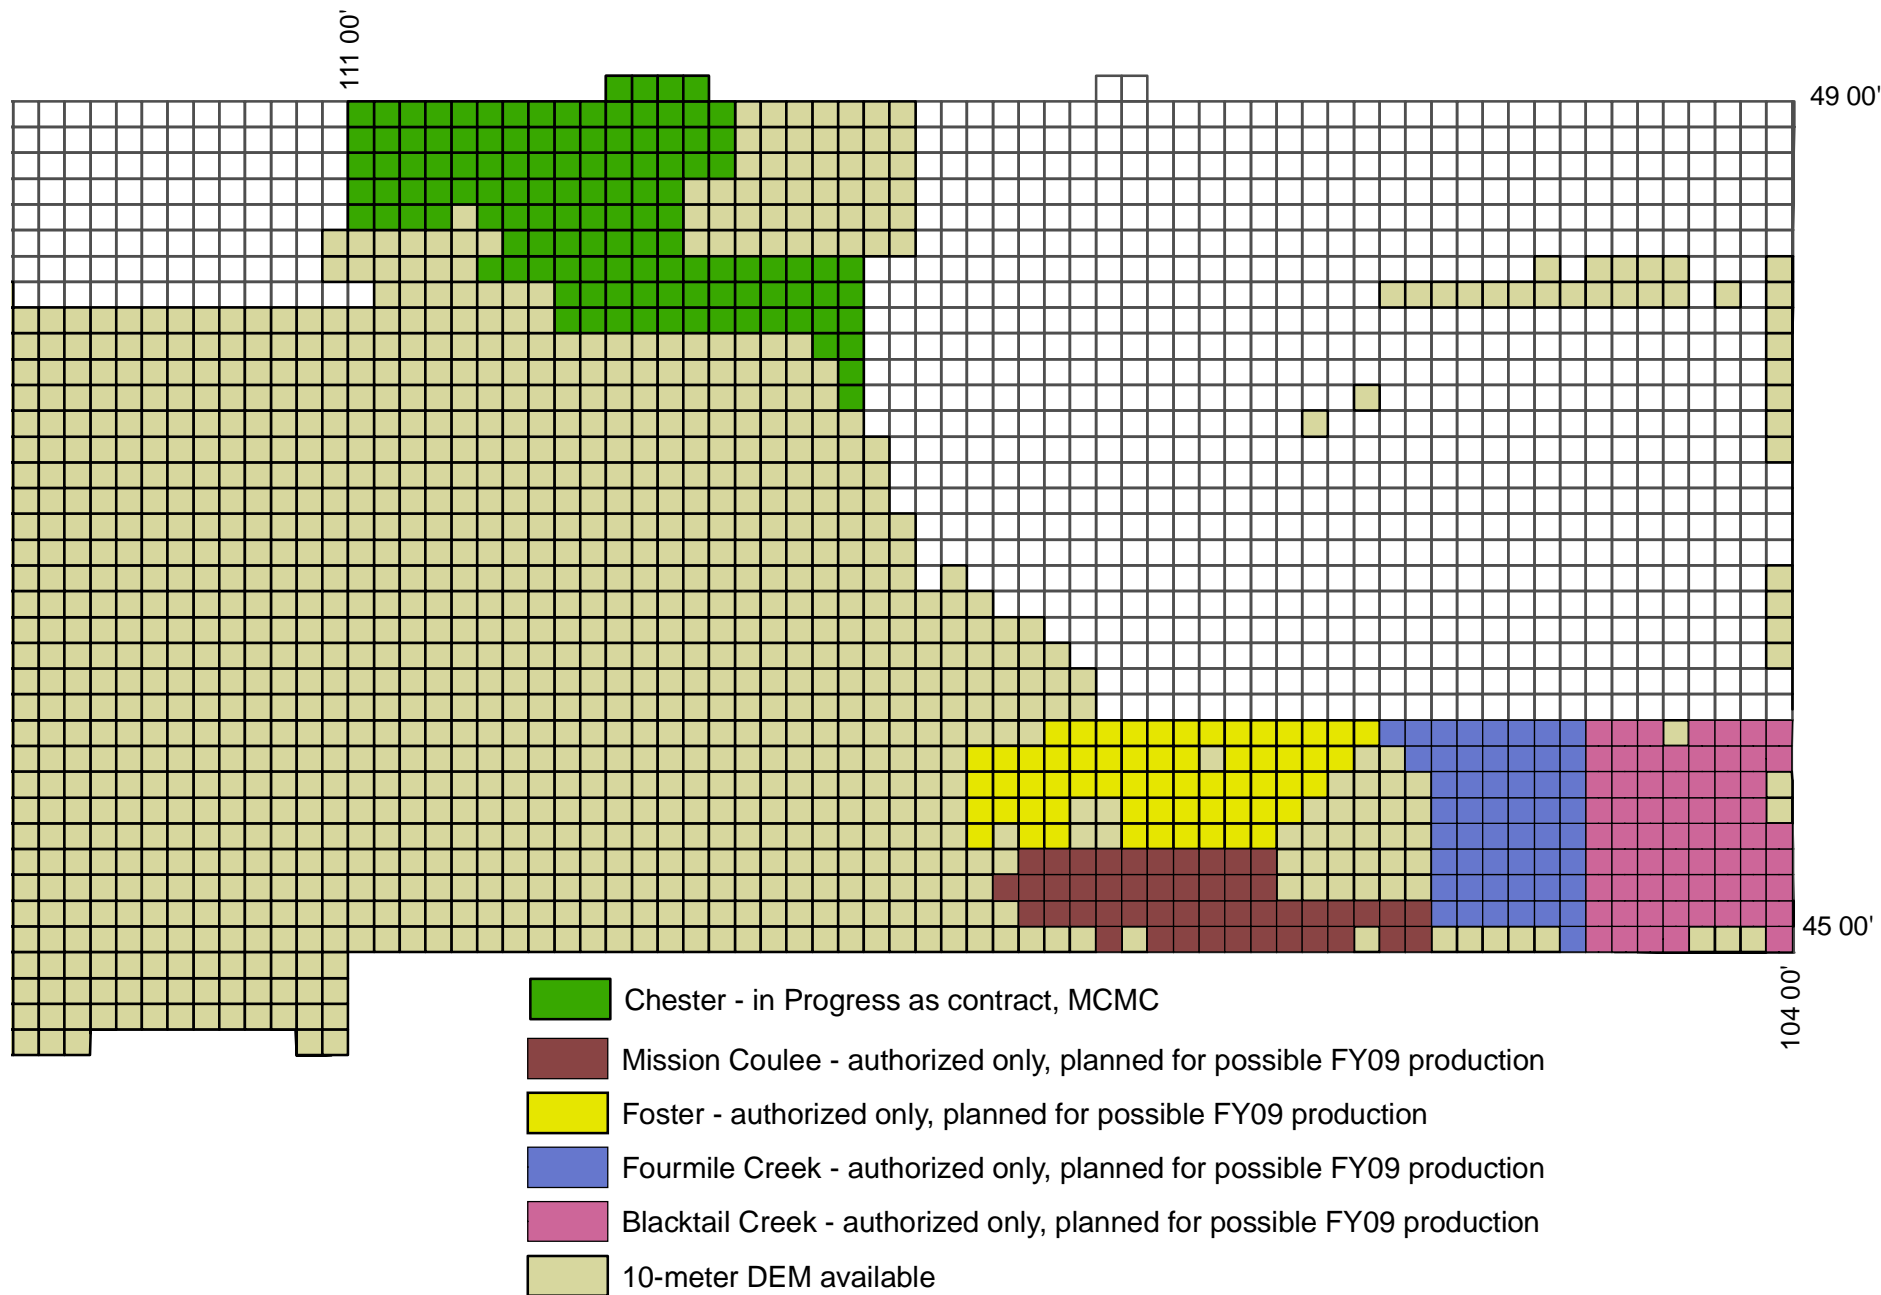 111 00'
49 00'
45 00'
104 00'
Chester - in Progress as contract, MCMC
Mission Coulee - authorized only, planned for possible FY09 production
Foster - authorized only, planned for possible FY09 production
Fourmile Creek - authorized only, planned for possible FY09 production
Blacktail Creek - authorized only, planned for possible FY09 production
10-meter DEM available